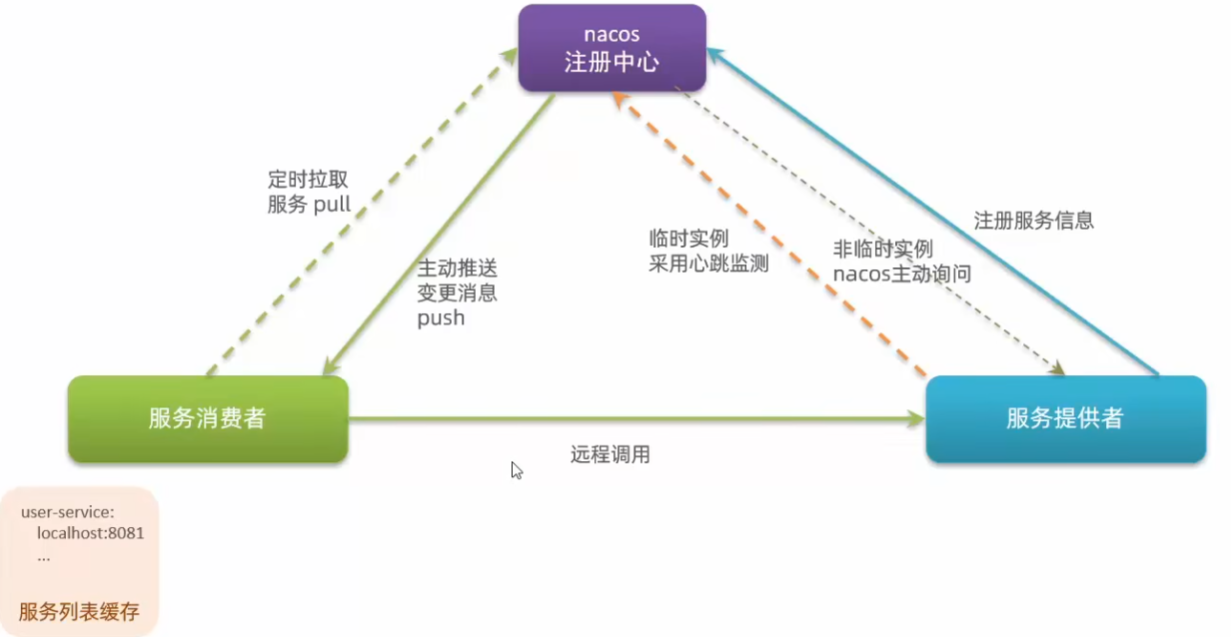 nacos
注册中心
定时拉取
服务 pull
主动推送
变更消息
push
临时实例
采用心跳监测
非临时实例
nacos主动询问
注册服务信息
服务消费者
远程调用
服务提供者
user-service:
localhost:8081
...
服务列表缓存